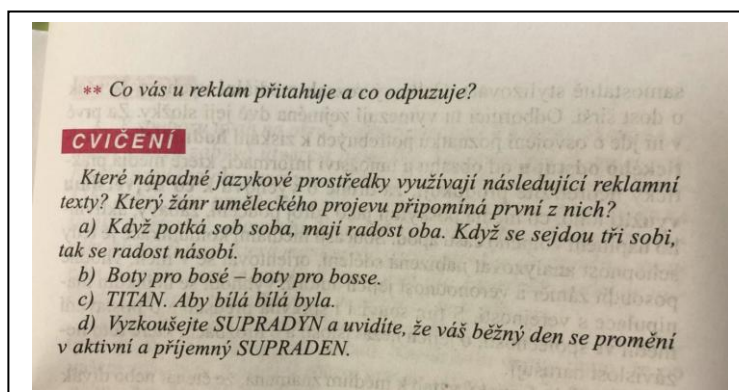 ** Co vás u reklam přitahuje a co odpuzuje?
CVIČENÍ
Které nápadné jazykové prostředky využívají následující reklamní
texty? Který žánr uměleckého projevu připomíná první z nich?
a) Když potká sob soba, mají radost oba. Když se sejdou tři sobi,
tak se radost násobí.
b) Boty pro bosé – boty pro bosse.
c) TITAN. Aby bílá bílá byla.
d) Vyzkoušejte SUPRADYN a uvidíte, že váš běžný den se promění
v aktivní a příjemný SUPRADEN.